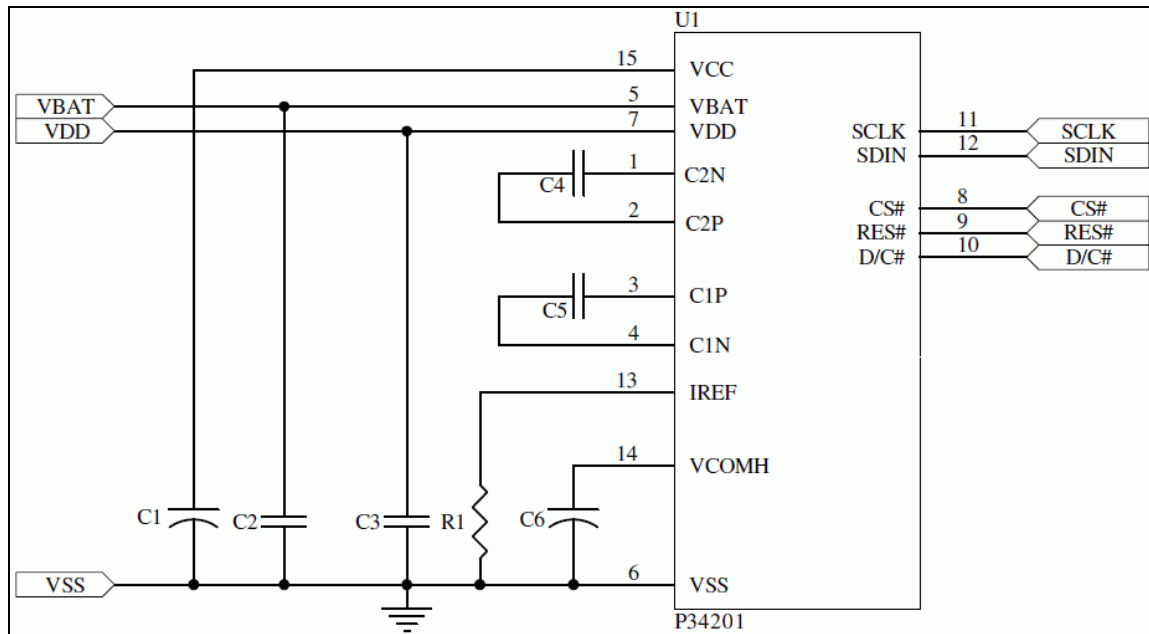 U1
15 VCC
VBAT 5 VBAT
VDD 7 VDD
SCLK 11 SCLK
SDIN 12 SDIN
C4 1 C2N
2 C2P
CS# 8 CS#
RES# 9 RES#
D/C# 10 D/C#
C5 3 C1P
4 C1N
13 IREF
14 VCOMH
C1 C2 C3 R1 C6
VSS 6 VSS
P34201